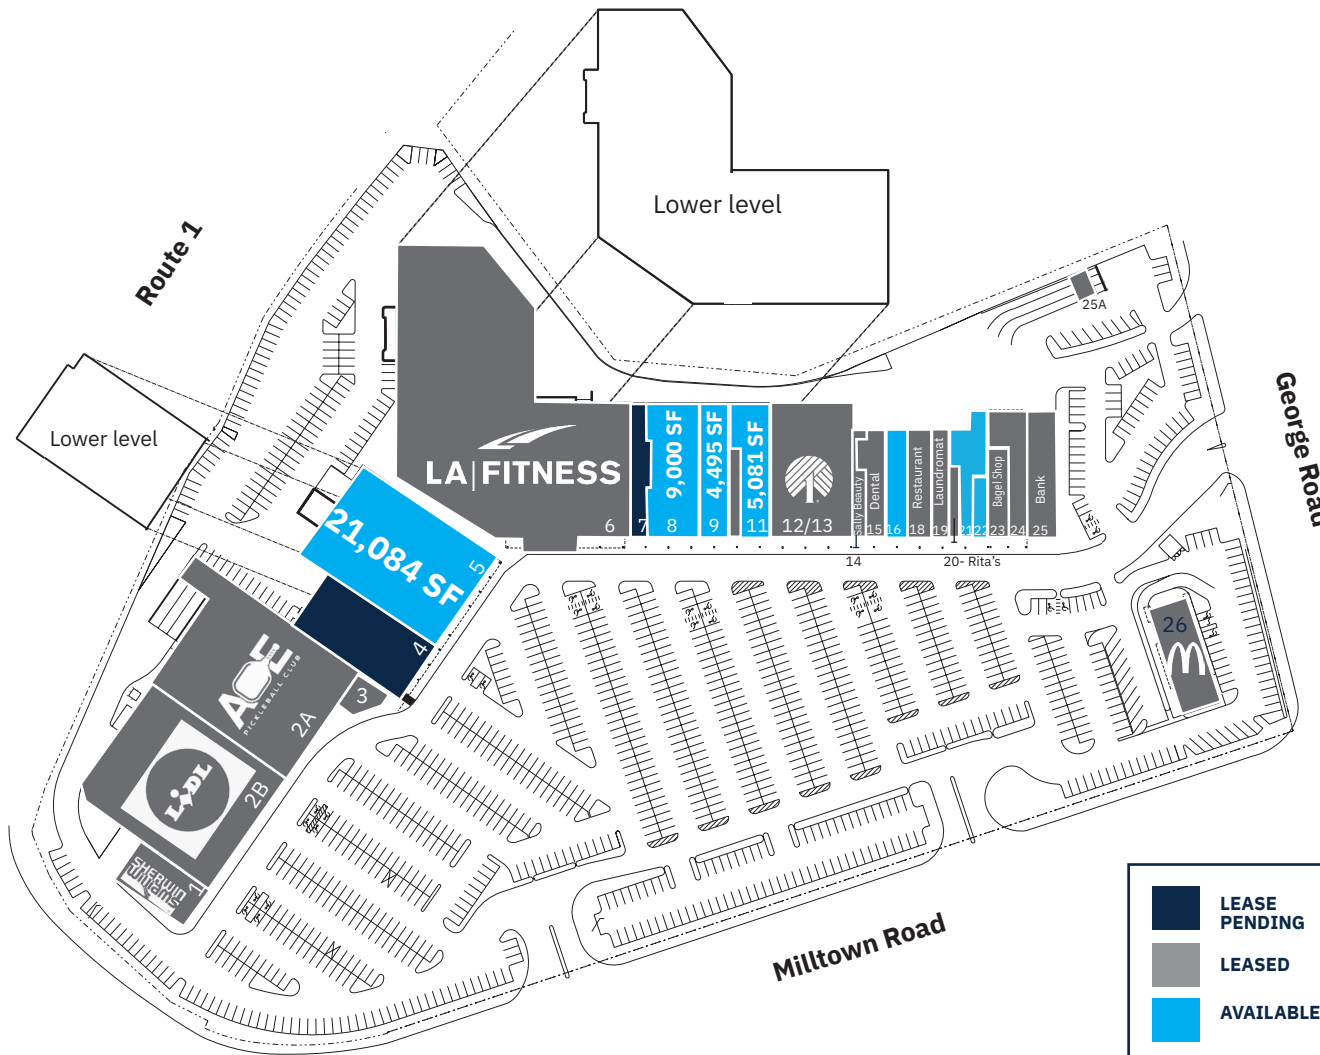 Lower level
Route 1
Lower level
25A
George Road
LA|FITNESS
6
7
9,000 SF
8
4,495 SF
9
5,081 SF
11
12/13
Sally Beauty
14
Dental
15
16
Restaurant
18
Laundromat
19
20- Rita's
21
22
Bagel Shop
23
24
Bank
25
21,084 SF
5
4
3
ACE
PICKLEBALL CLUB
2A
LIDL
2B
SHERWIN
WILLIAMS
1
26
Milltown Road
LEASE
PENDING
LEASED
AVAILABLE